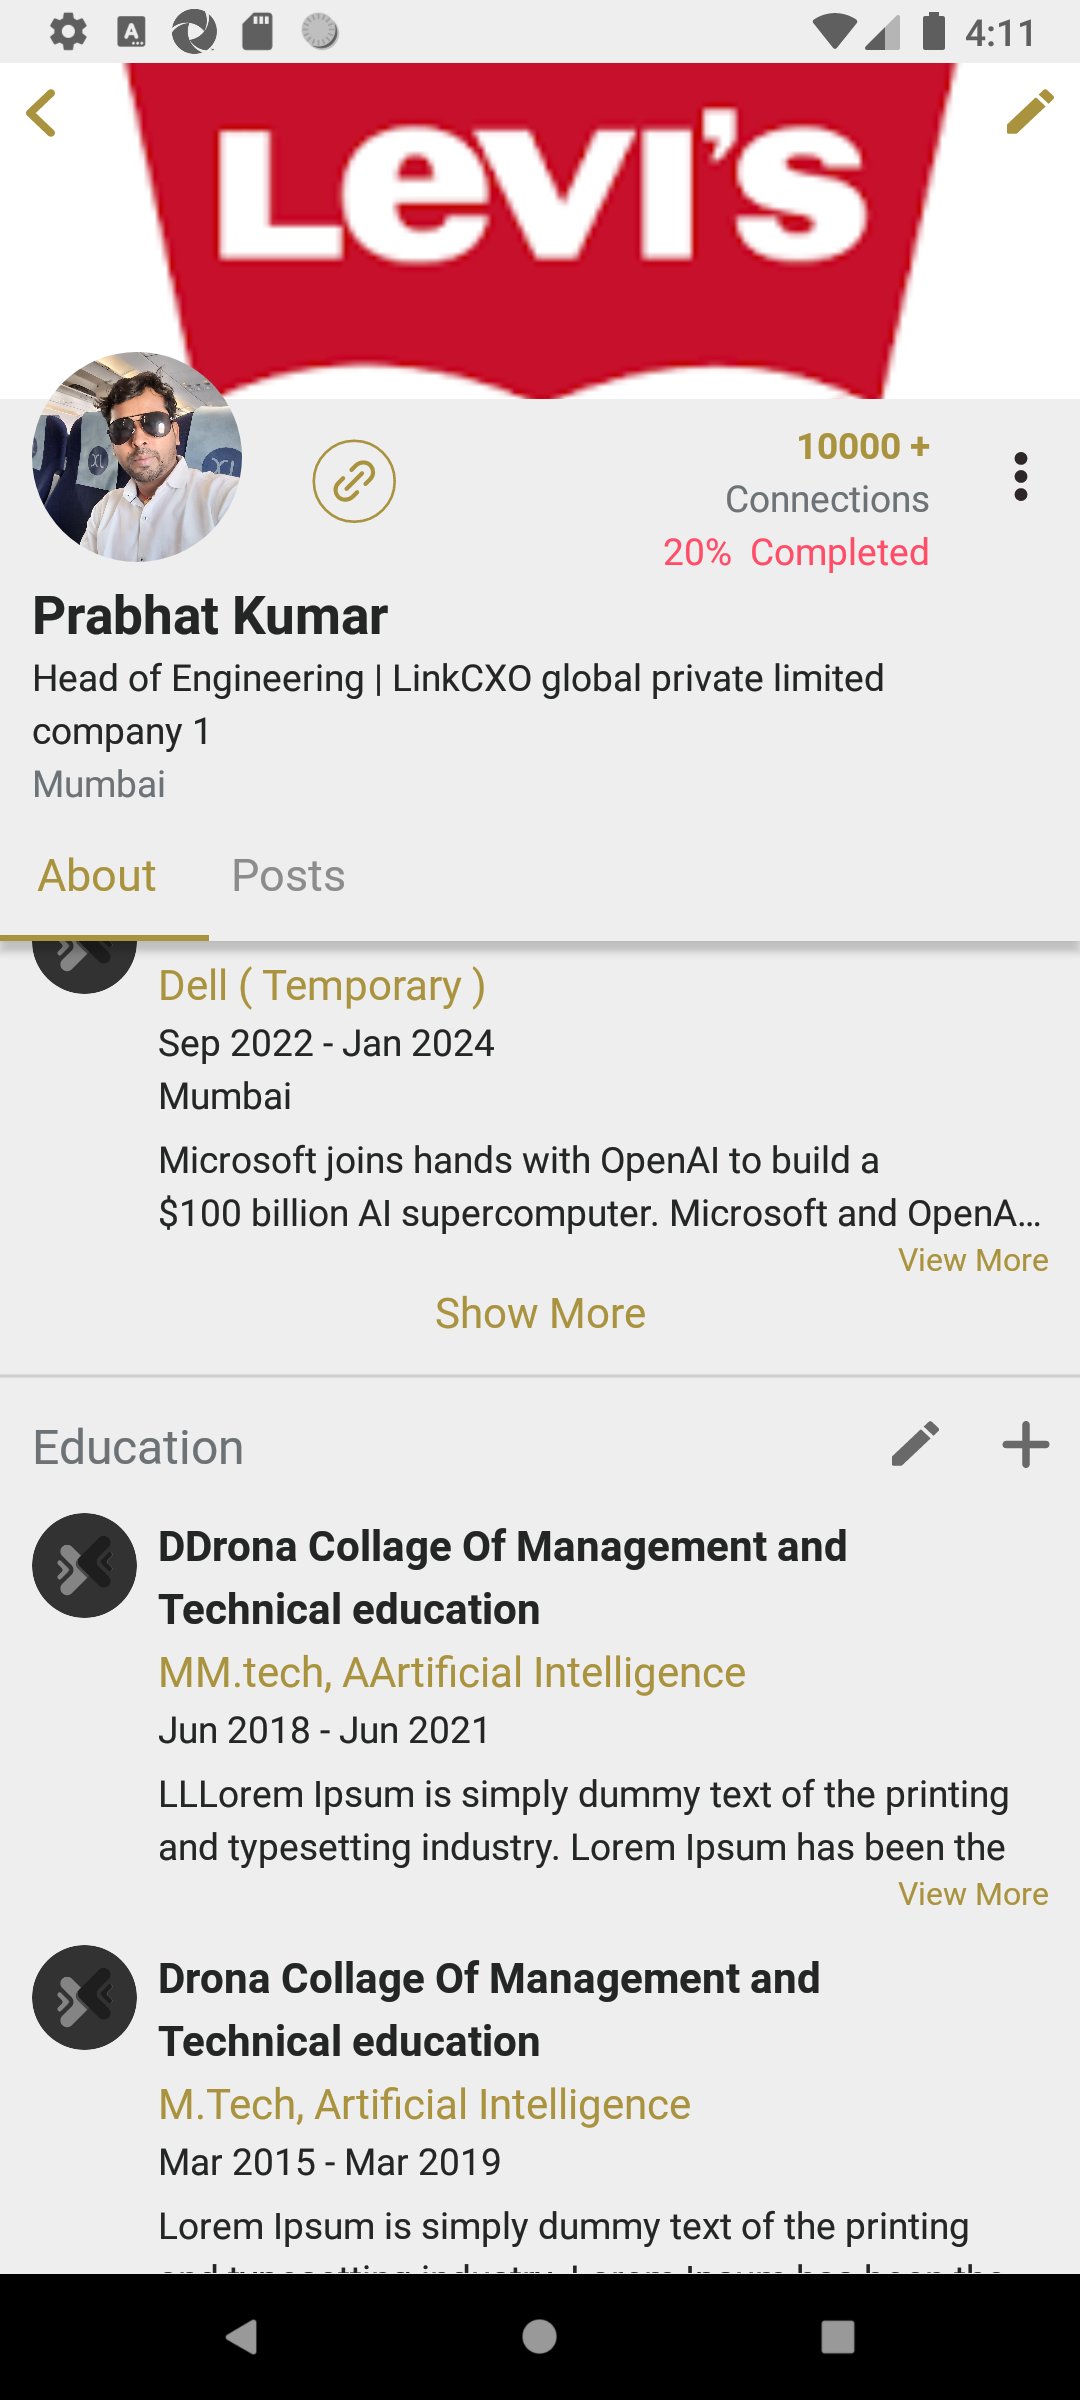 4:11
Levi's
10000 +
Connections
20% Completed
Prabhat Kumar
Head of Engineering | LinkCXO global private limited
company 1
Mumbai
About Posts
Dell ( Temporary )
Sep 2022 - Jan 2024
Mumbai
Microsoft joins hands with OpenAI to build a
$100 billion AI supercomputer. Microsoft and OpenA...
View More
Show More
Education
DDrona Collage Of Management and
Technical education
MM.tech, AArtificial Intelligence
Jun 2018 - Jun 2021
LLLorem Ipsum is simply dummy text of the printing
and typesetting industry. Lorem Ipsum has been the
View More
Drona Collage Of Management and
Technical education
M.Tech, Artificial Intelligence
Mar 2015 - Mar 2019
Lorem Ipsum is simply dummy text of the printing